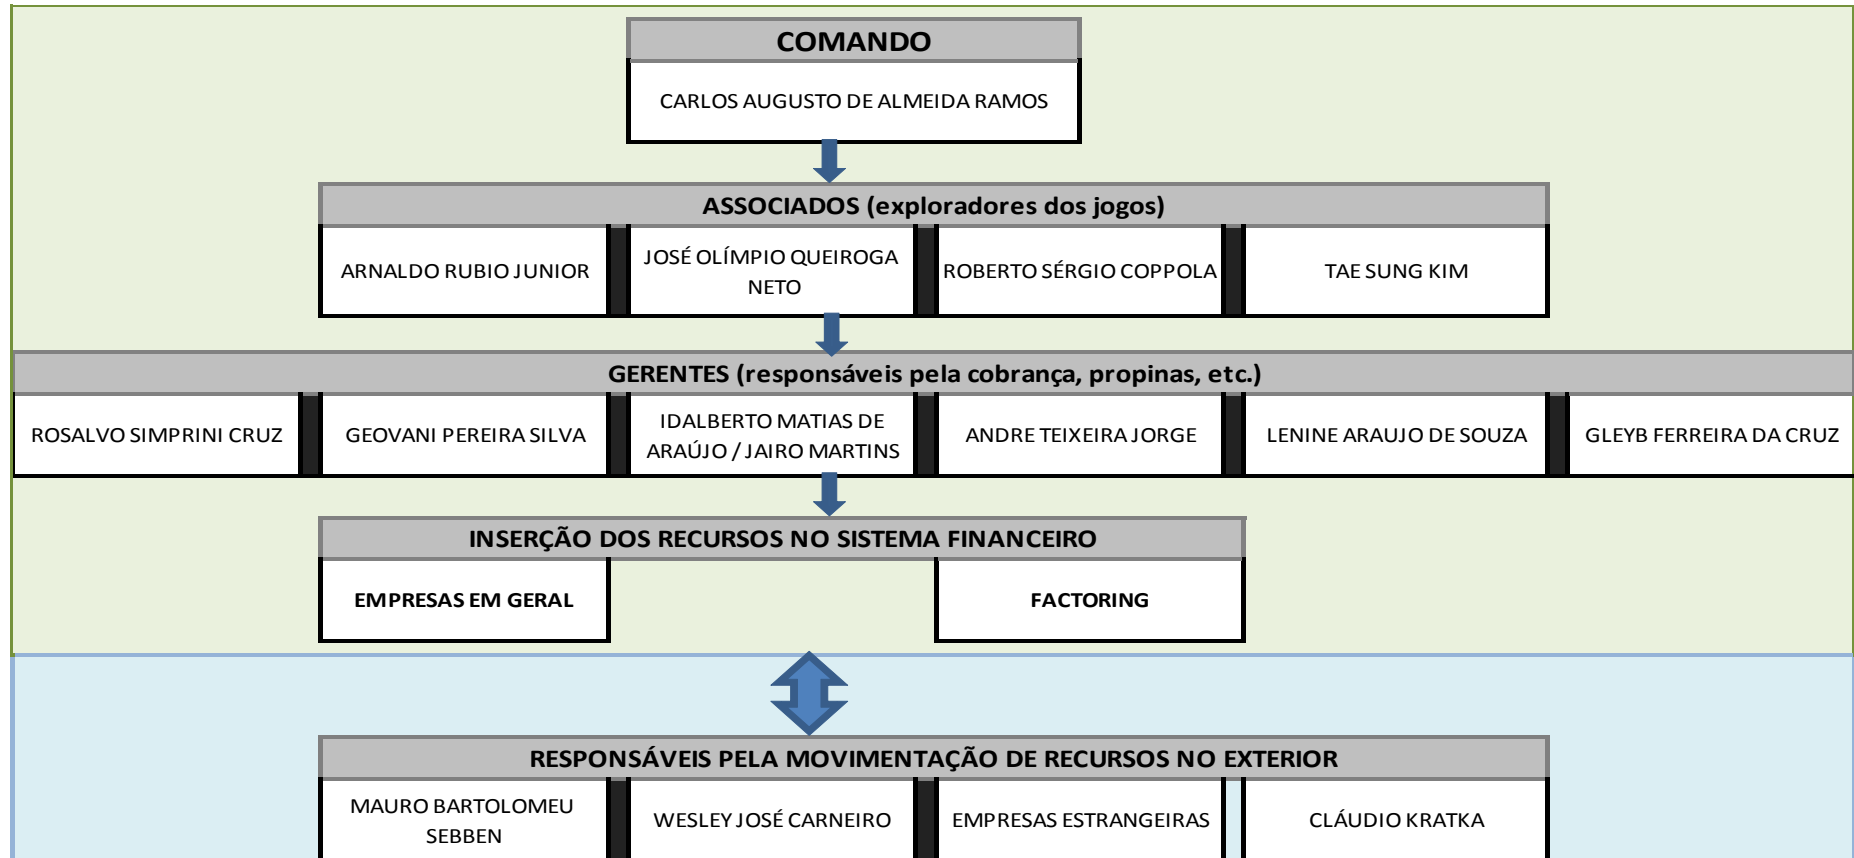 COMANDO
CARLOS AUGUSTO DE ALMEIDA RAMOS
ASSOCIADOS (exploradores dos jogos)
ARNALDO RUBIO JUNIOR
JOSÉ OLÍMPIO QUEIROGA
NETO
ROBERTO SÉRGIO COPPOLA
TAE SUNG KIM
GERENTES (responsáveis pela cobrança, propinas, etc.)
ROSALVO SIMPRINI CRUZ
GEOVANI PEREIRA SILVA
IDALBERTO MATIAS DE
ARAÚJO / JAIRO MARTINS
ANDRE TEIXEIRA JORGE
LENINE ARAUJO DE SOUZA
GLEYB FERREIRA DA CRUZ
INSERÇÃO DOS RECURSOS NO SISTEMA FINANCEIRO
EMPRESAS EM GERAL
FACTORING
RESPONSÁVEIS PELA MOVIMENTAÇÃO DE RECURSOS NO EXTERIOR
MAURO BARTOLOMEU
SEBBEN
WESLEY JOSÉ CARNEIRO
EMPRESAS ESTRANGEIRAS
CLÁUDIO KRATKA